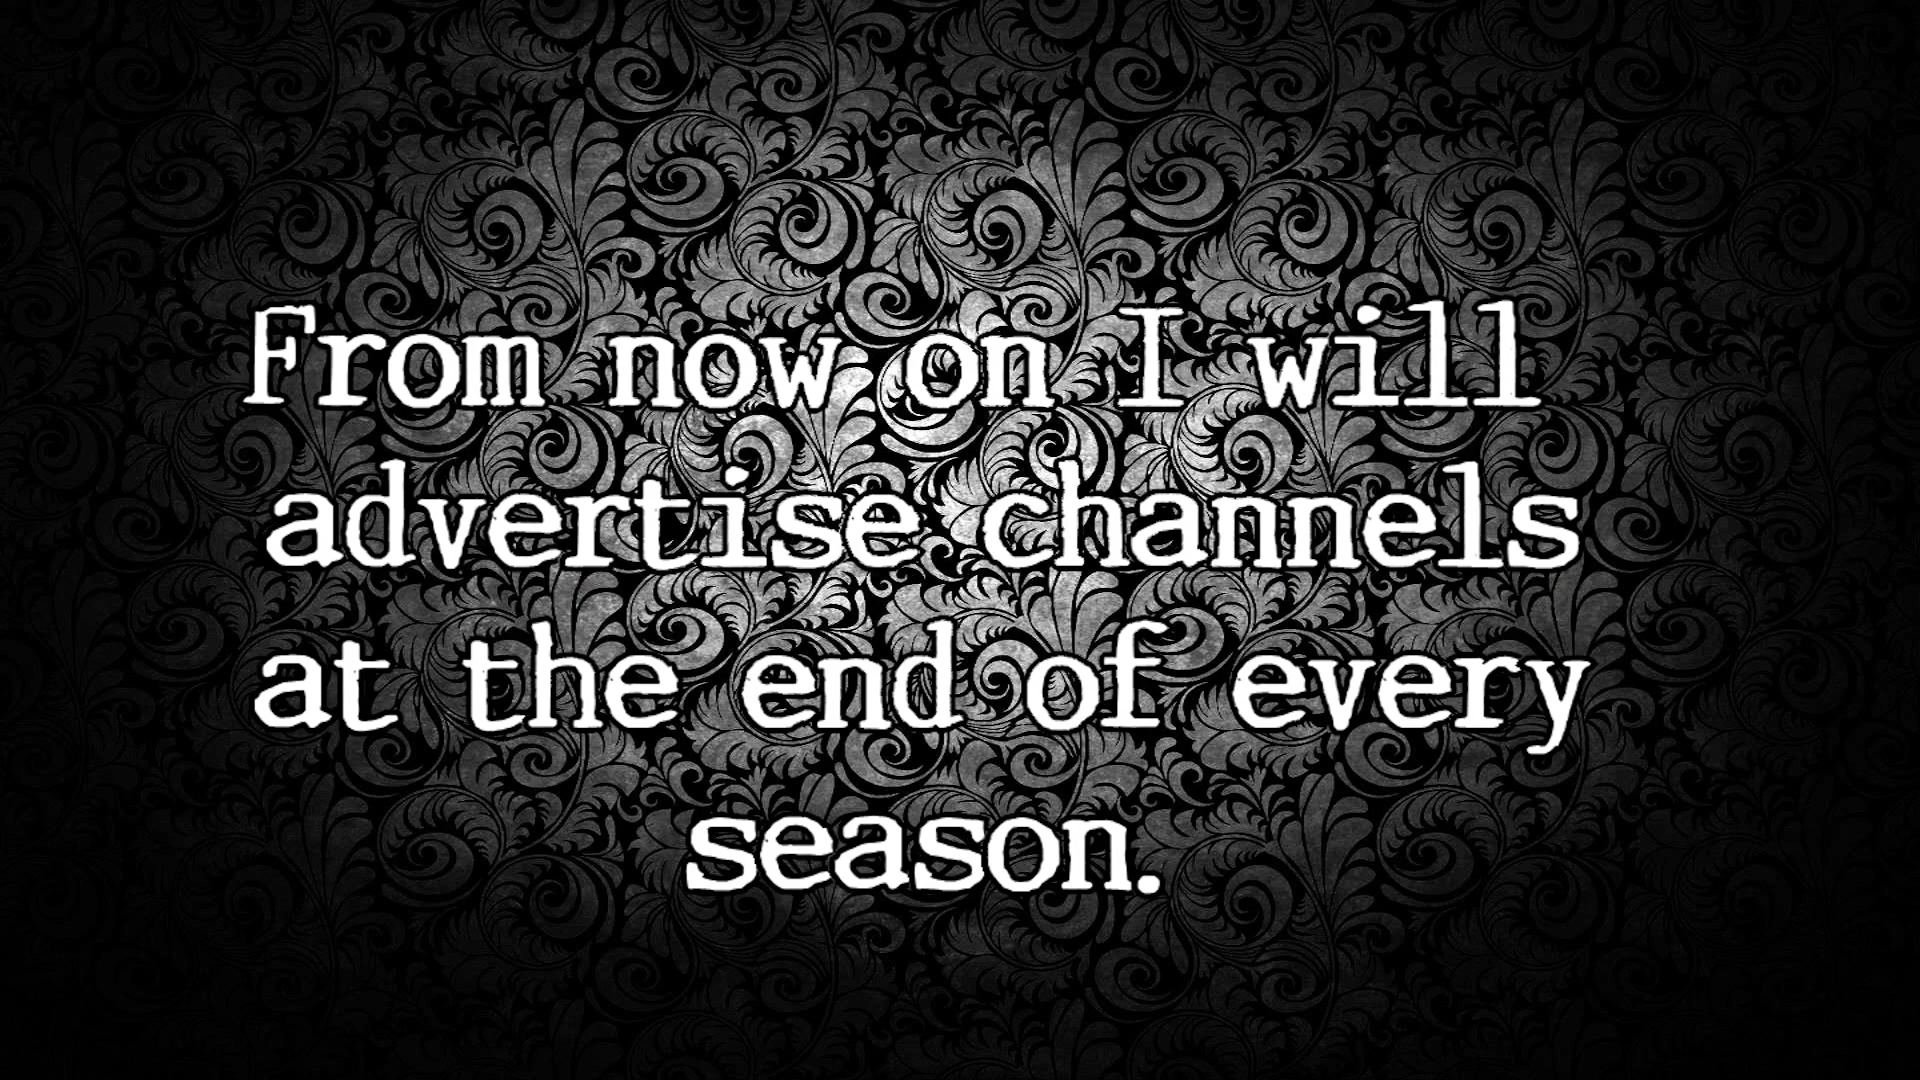 From now on I will
advertise channels
at the end of every
season.